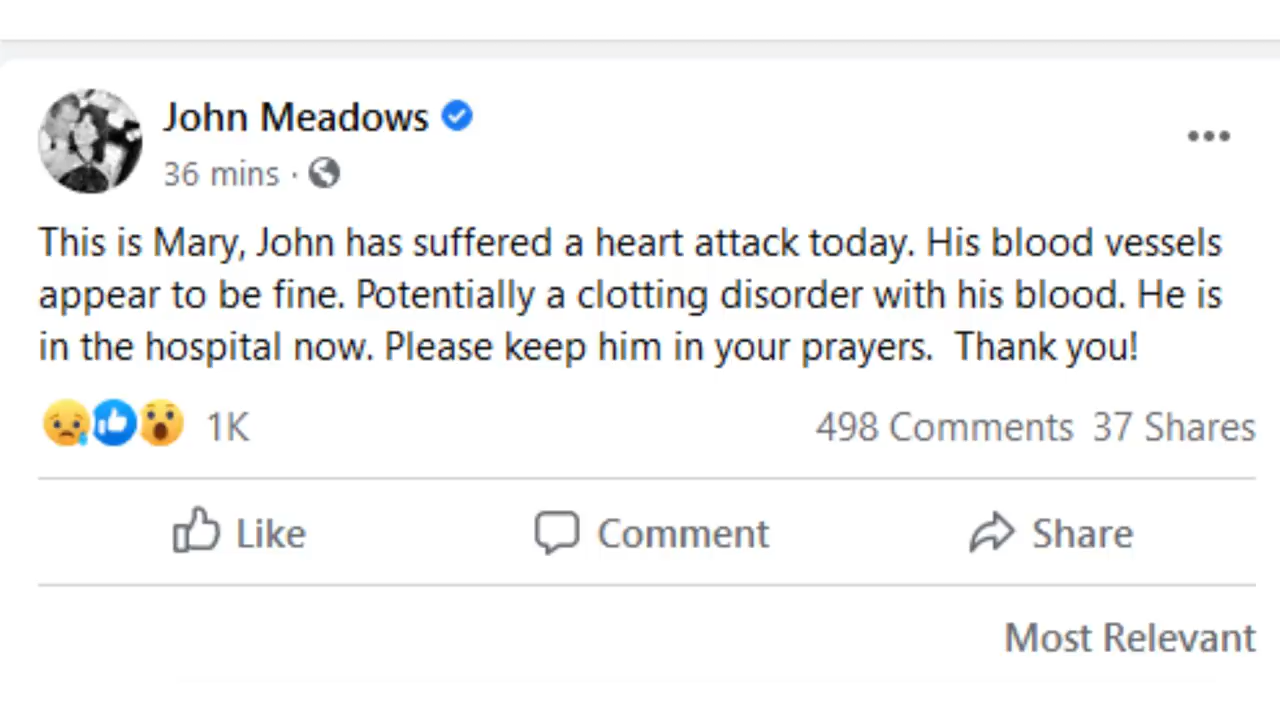 John Meadows
36 mins ·
This is Mary, John has suffered a heart attack today. His blood vessels
appear to be fine. Potentially a clotting disorder with his blood. He is
in the hospital now. Please keep him in your prayers.  Thank you!
1K 498 Comments 37 Shares
Like Comment Share
Most Relevant